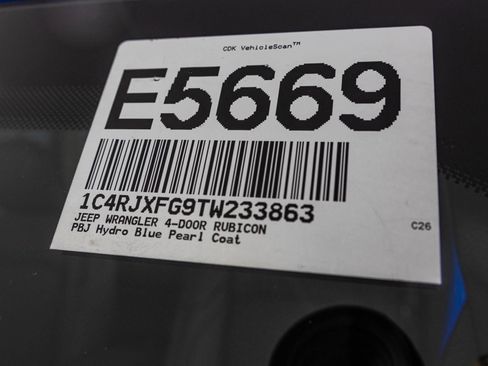 CDK VehicleScan™
E5669
1C4RJXFG9TW233863
JEEP WRANGLER 4-DOOR RUBICON
PBJ Hydro Blue Pearl Coat
C26